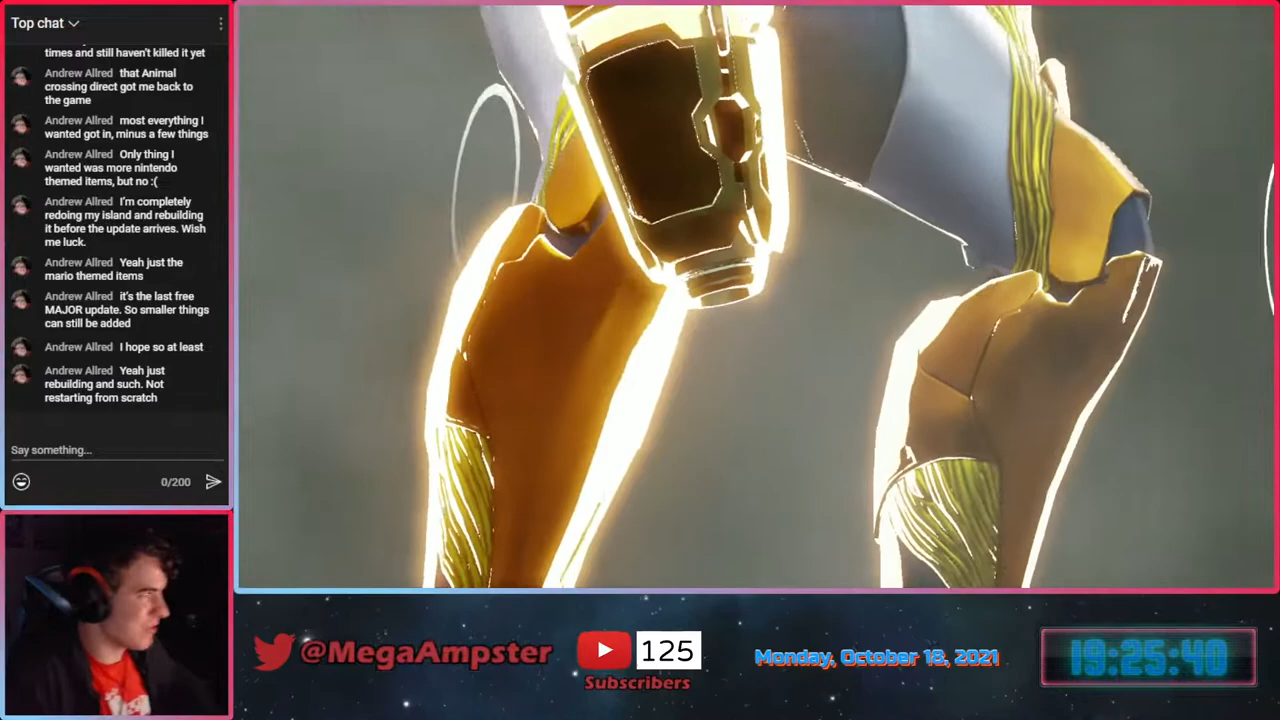 Top chat
times and still haven't killed it yet
Andrew Allred that Animal
crossing direct got me back to
the game
Andrew Allred most everything I
wanted got in, minus a few things
Andrew Allred Only thing I
wanted was more nintendo
themed items, but no :(
Andrew Allred I'm completely
redoing my island and rebuilding
it before the update arrives. Wish
me luck.
Andrew Allred Yeah just the
mario themed items
Andrew Allred it's the last free
MAJOR update. So smaller things
can still be added
Andrew Allred I hope so at least
Andrew Allred Yeah just
rebuilding and such. Not
restarting from scratch
Say something...
0/200
@MegaAmpster
125
Subscribers
Monday, October 18, 2021
19:25:40